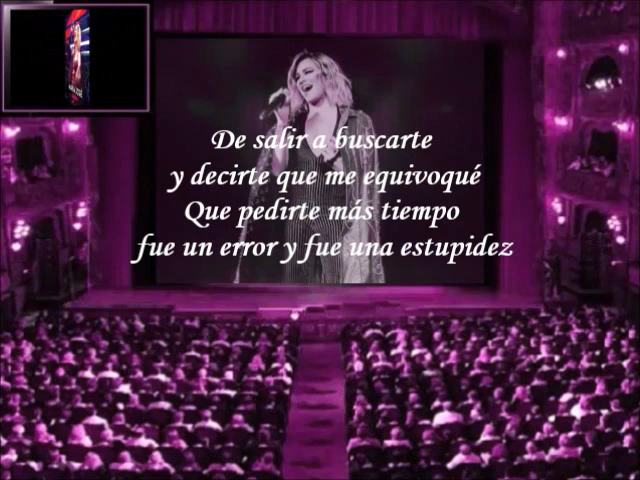 De salir a buscarte
y decirte que me equivoqué
Que pedirte más tiempo
fue un error y fue una estupidez